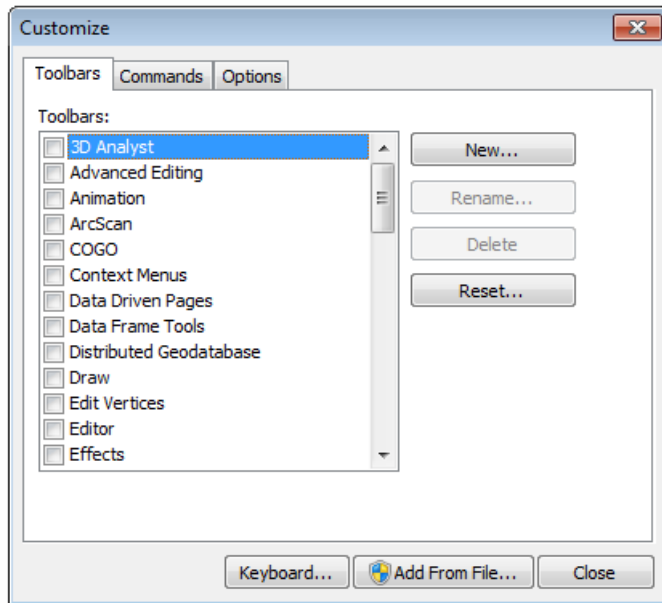 Customize
Toolbars Commands Options
Toolbars:
3D Analyst
Advanced Editing
Animation
ArcScan
COGO
Context Menus
Data Driven Pages
Data Frame Tools
Distributed Geodatabase
Draw
Edit Vertices
Editor
Effects
New...
Rename...
Delete
Reset...
Keyboard... Add From File... Close